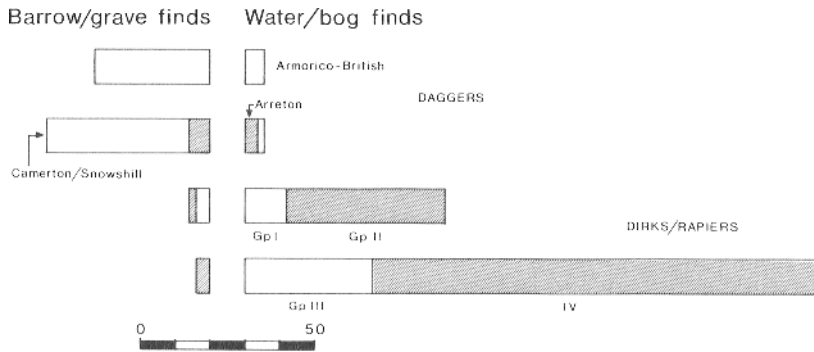 Barrow/grave finds Water/bog finds
Armorico-British
DAGGERS
Arreton
Camerton/Snowshill
Gp I Gp II
DIRKS/RAPIERS
Gp III IV
0 50